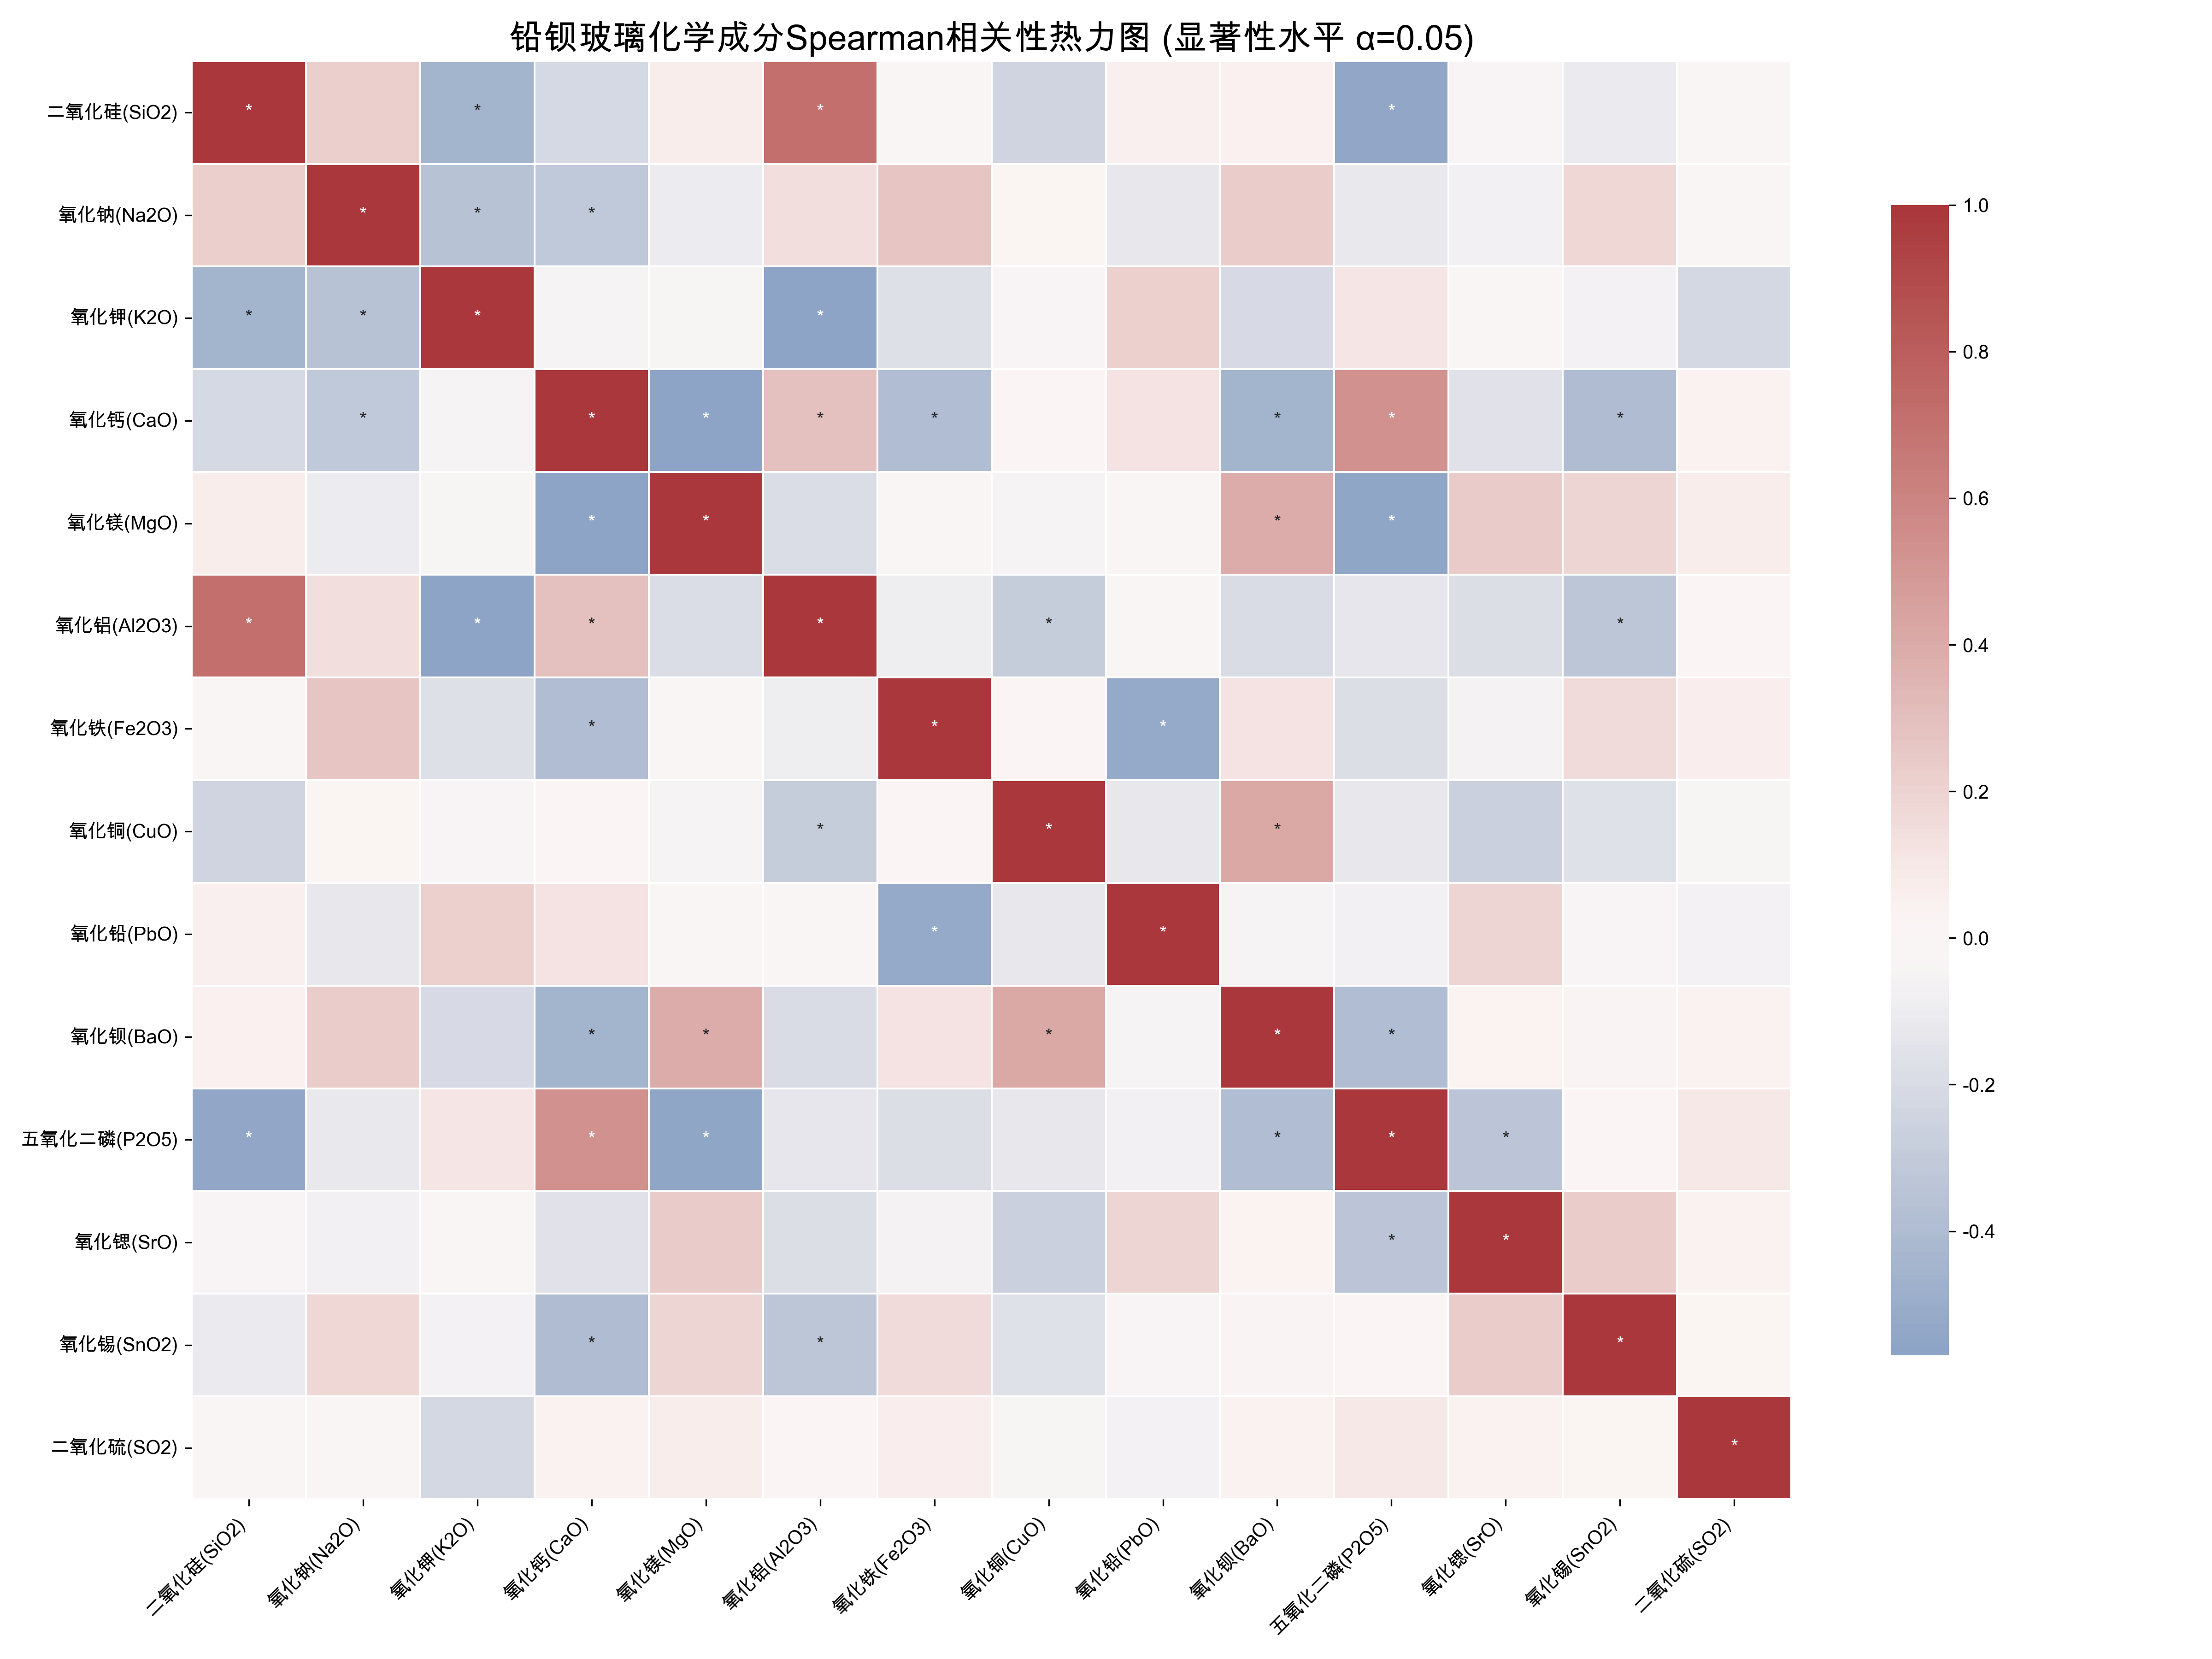 铅钡玻璃化学成分Spearman相关性热力图 (显著性水平 α=0.05)
二氧化硅(SiO2) * * * *
氧化钠(Na2O) * * *
氧化钾(K2O) * * * *
氧化钙(CaO) * * * * * * * *
氧化镁(MgO) * * * *
氧化铝(Al2O3) * * * * * *
氧化铁(Fe2O3) * * *
氧化铜(CuO) * * *
氧化铅(PbO) * *
氧化钡(BaO) * * * * *
五氧化二磷(P2O5) * * * * * *
氧化锶(SrO) * *
氧化锡(SnO2) * * *
二氧化硫(SO2) *
二氧化硅(SiO2)
氧化钠(Na2O)
氧化钾(K2O)
氧化钙(CaO)
氧化镁(MgO)
氧化铝(Al2O3)
氧化铁(Fe2O3)
氧化铜(CuO)
氧化铅(PbO)
氧化钡(BaO)
五氧化二磷(P2O5)
氧化锶(SrO)
氧化锡(SnO2)
二氧化硫(SO2)
1.0
0.8
0.6
0.4
0.2
0.0
-0.2
-0.4